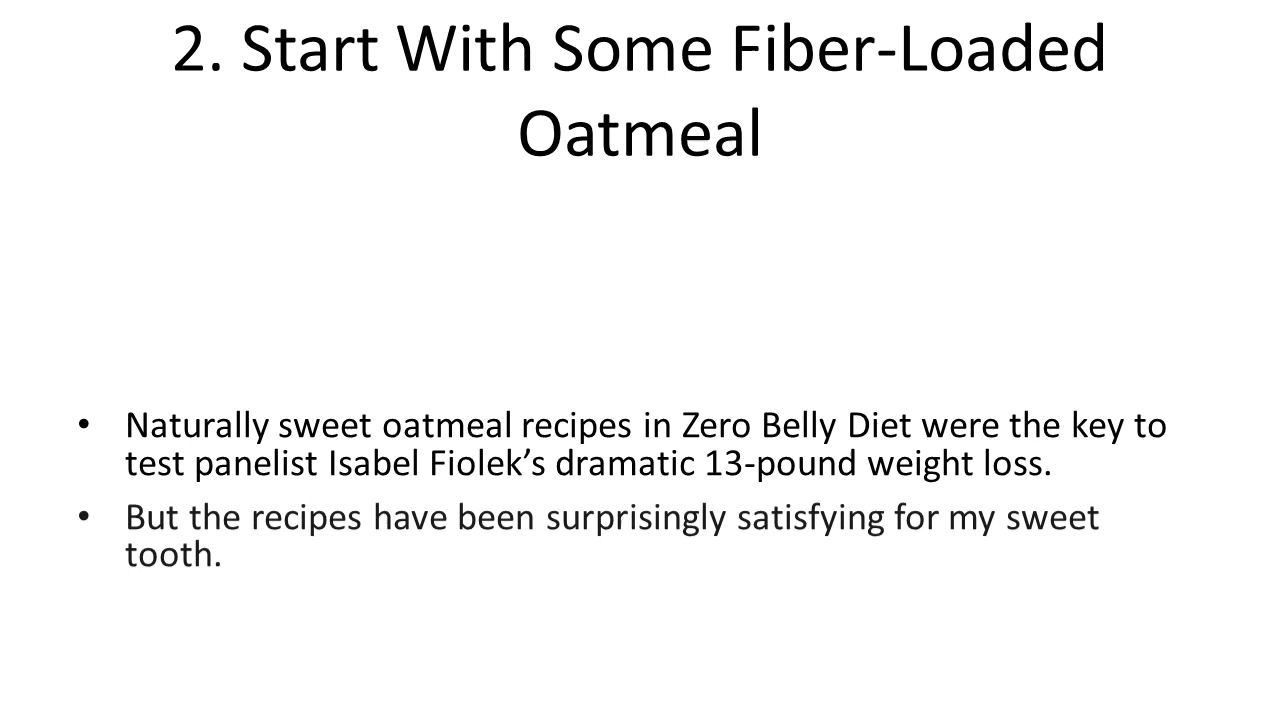 2. Start With Some Fiber-Loaded
Oatmeal
• Naturally sweet oatmeal recipes in Zero Belly Diet were the key to
test panelist Isabel Fiolek’s dramatic 13-pound weight loss.
• But the recipes have been surprisingly satisfying for my sweet
tooth.